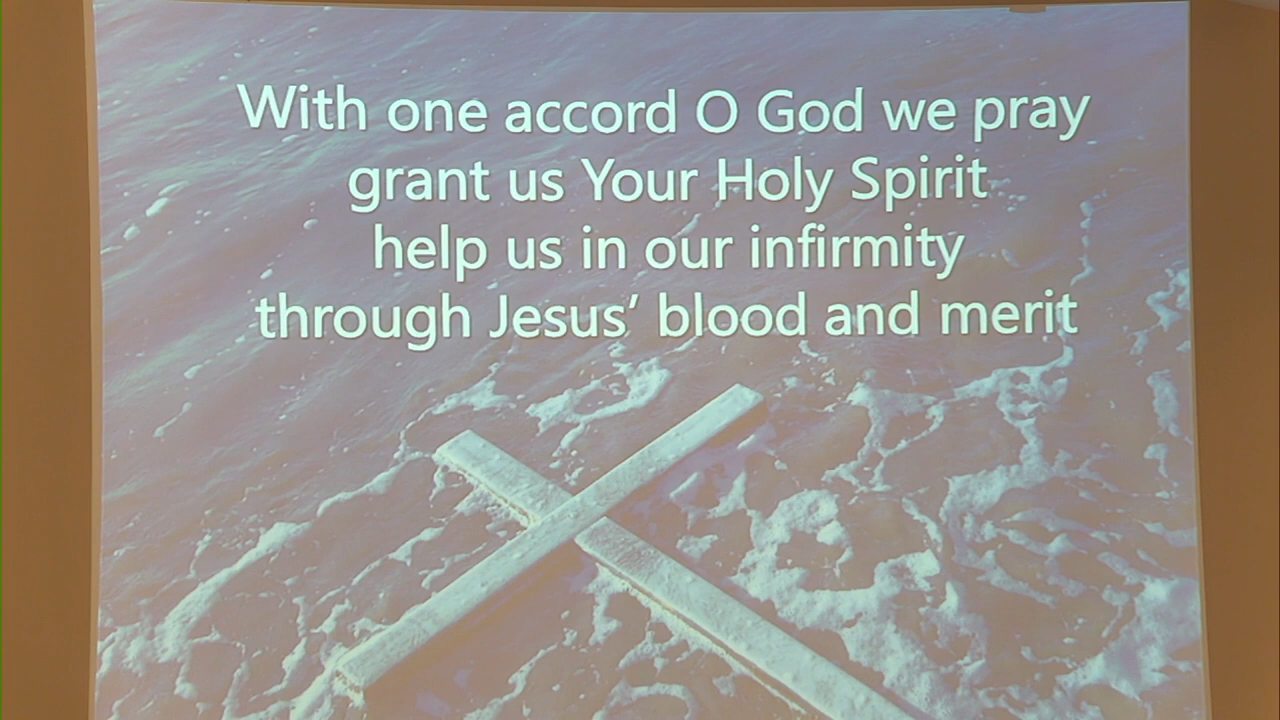 With one accord O God we pray
grant us Your Holy Spirit
help us in our infirmity
through Jesus’ blood and merit